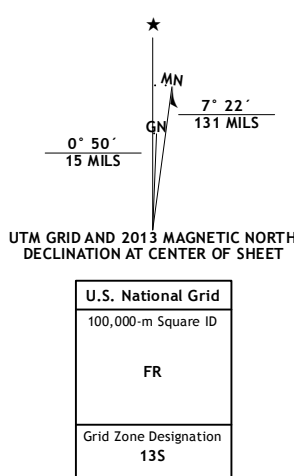 ★
MN
GN
7° 22´
131 MILS
0° 50´
15 MILS
UTM GRID AND 2013 MAGNETIC NORTH
DECLINATION AT CENTER OF SHEET
U.S. National Grid
100,000-m Square ID
FR
Grid Zone Designation
13S